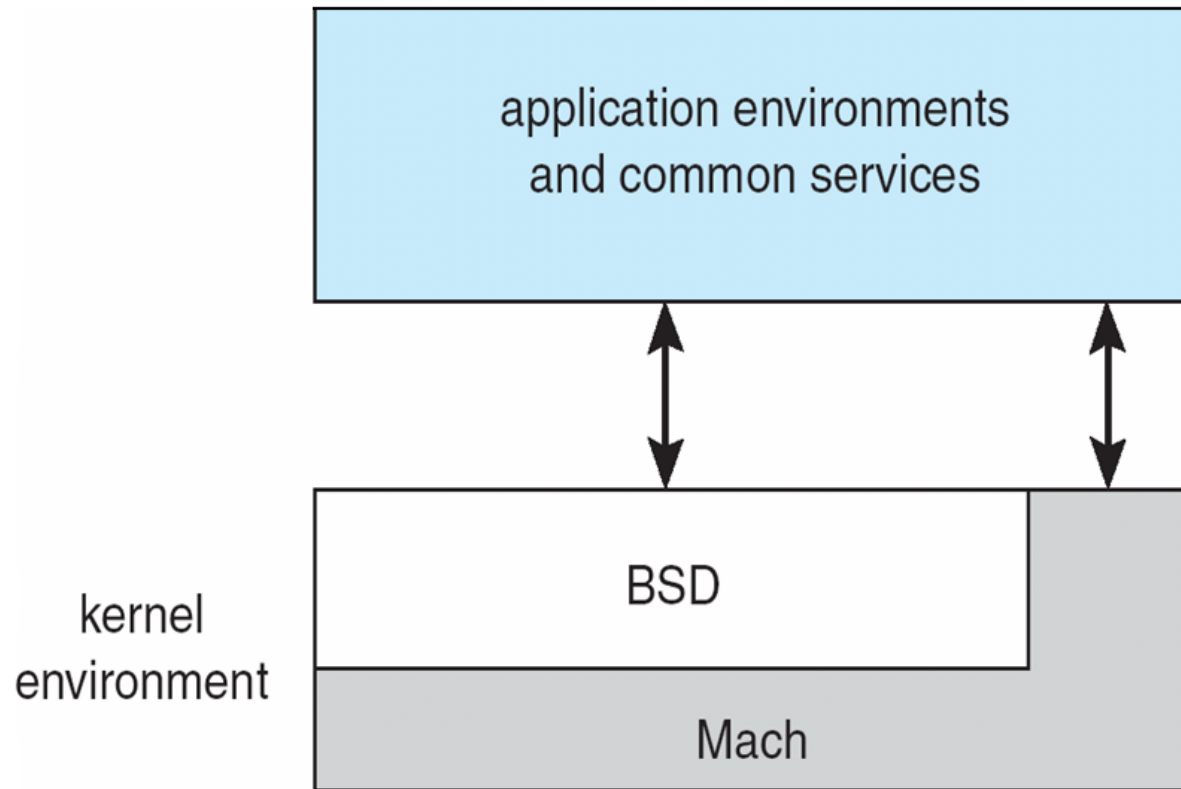 application environments
and common services
BSD
kernel
environment
Mach